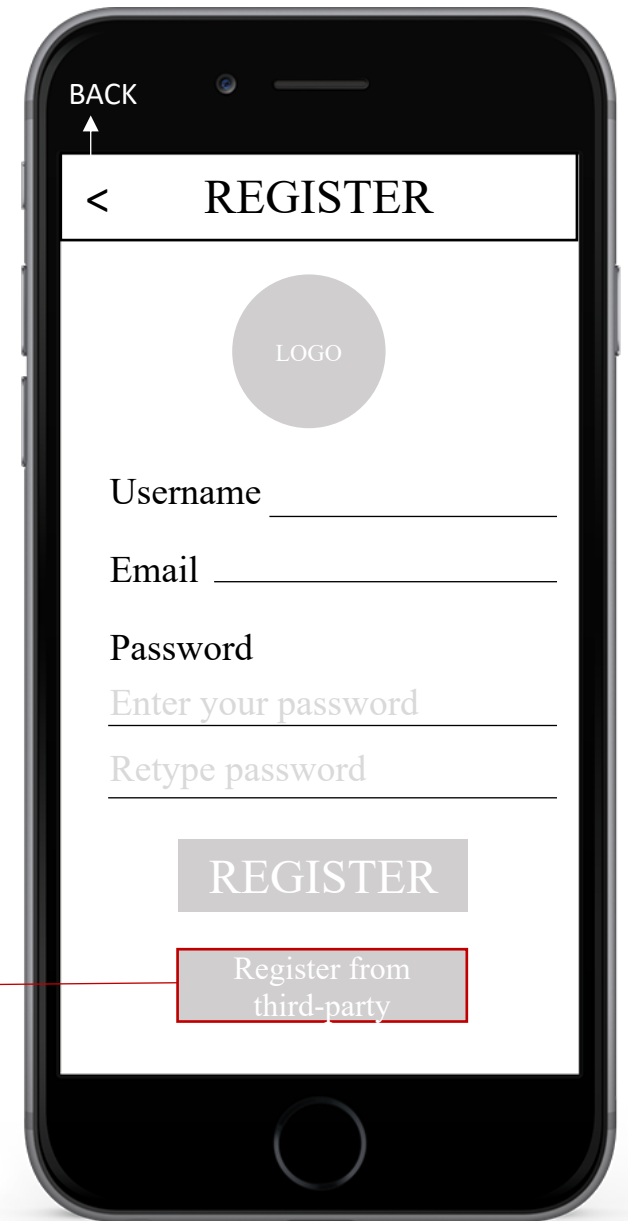 BACK
< REGISTER
LOGO
Username
Email
Password
Enter your password
Retype password
REGISTER
Register from
third-party